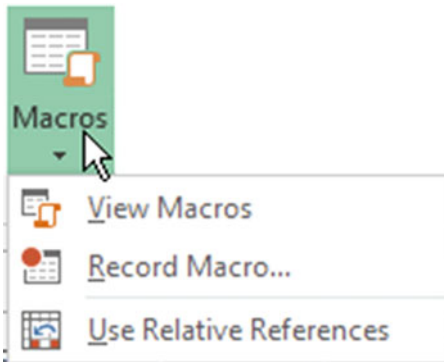 Macros
View Macros
Record Macro...
Use Relative References